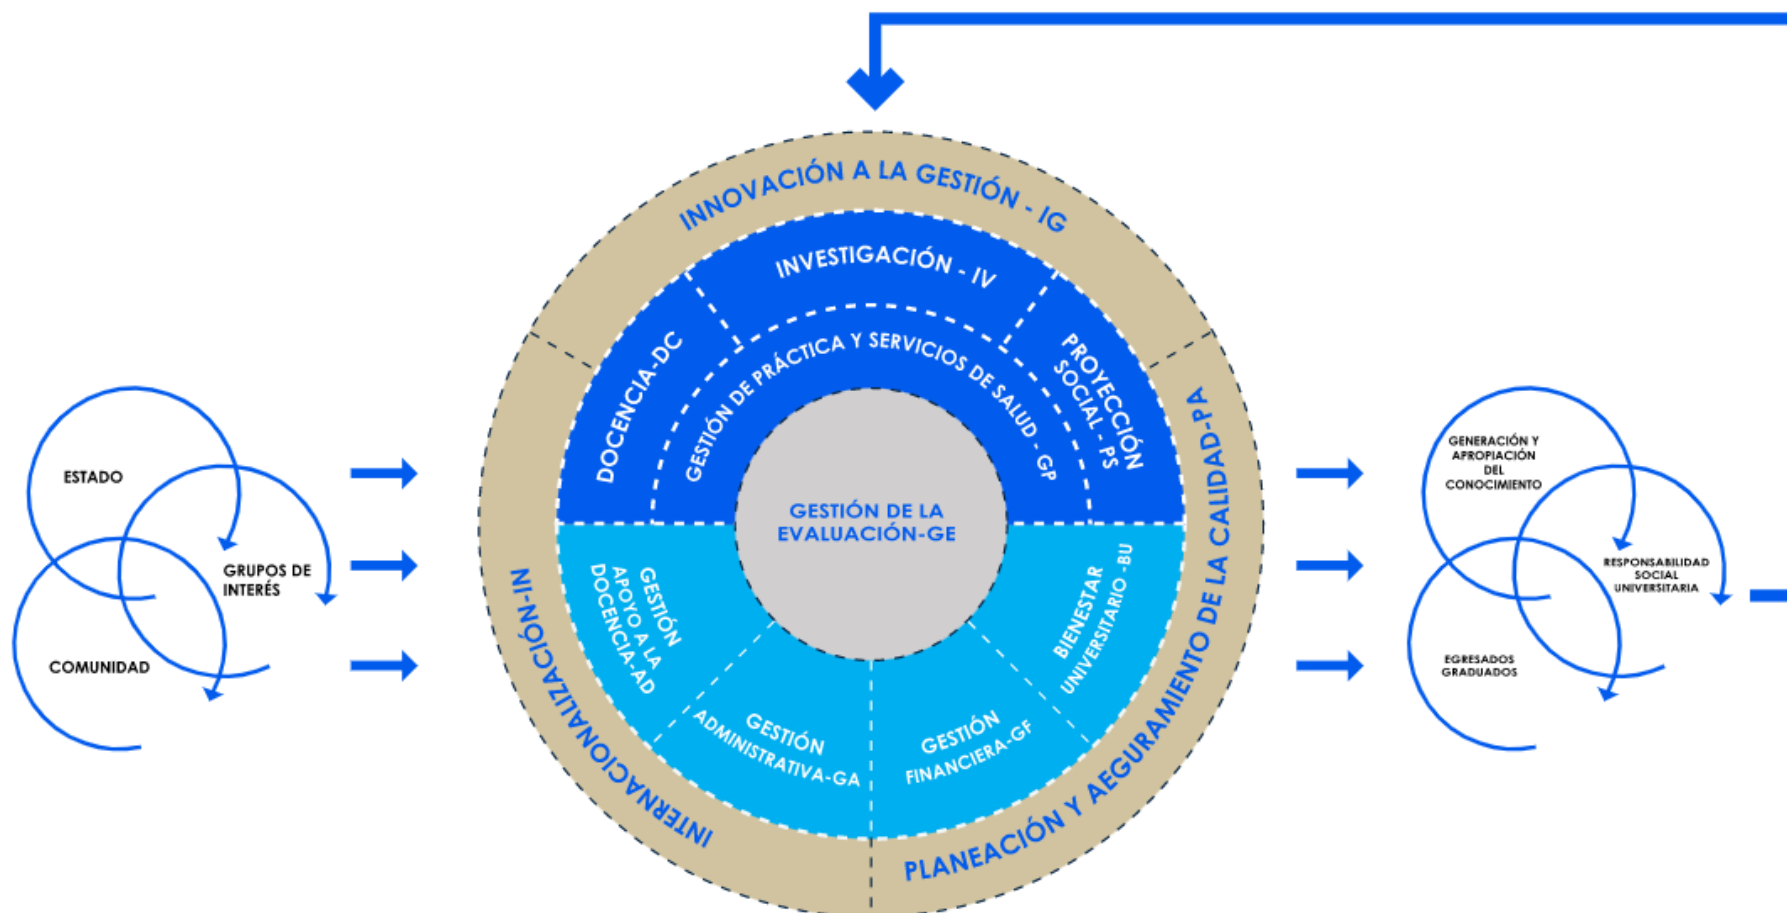 INNOVACIÓN A LA GESTIÓN - IG
INVESTIGACIÓN - IV
DOCENCIA-DC
PROYECCIÓN
SOCIAL - PS
GESTIÓN DE PRÁCTICA Y SERVICIOS DE SALUD - GP
ESTADO
GRUPOS DE
INTERÉS
COMUNIDAD
GESTIÓN DE LA
EVALUACIÓN-GE
INTERNACIONALIZACIÓN-IN
PLANEACIÓN Y AEGURAMIENTO DE LA CALIDAD-PA
GESTIÓN
APOYO A LA
DOCENCIA-AD
GESTIÓN
ADMINISTRATIVA-GA
GESTIÓN
FINANCIERA-GF
BIENESTAR
UNIVERSITARIO -BU
GENERACIÓN Y
APROPIACIÓN
DEL
CONOCIMIENTO
RESPONSABILIDAD
SOCIAL
UNIVERSITARIA
EGRESADOS
GRADUADOS